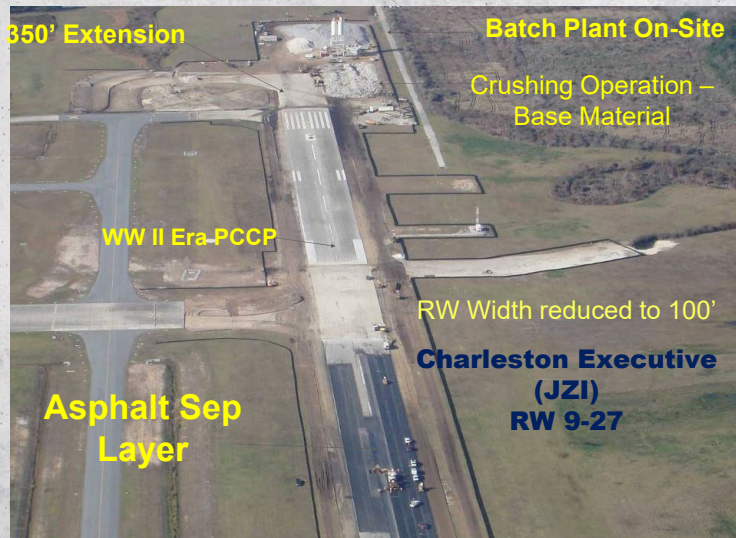 350' Extension
Batch Plant On-Site
Crushing Operation –
Base Material
WW II Era PCCP
RW Width reduced to 100'
Charleston Executive
(JZI)
RW 9-27
Asphalt Sep
Layer